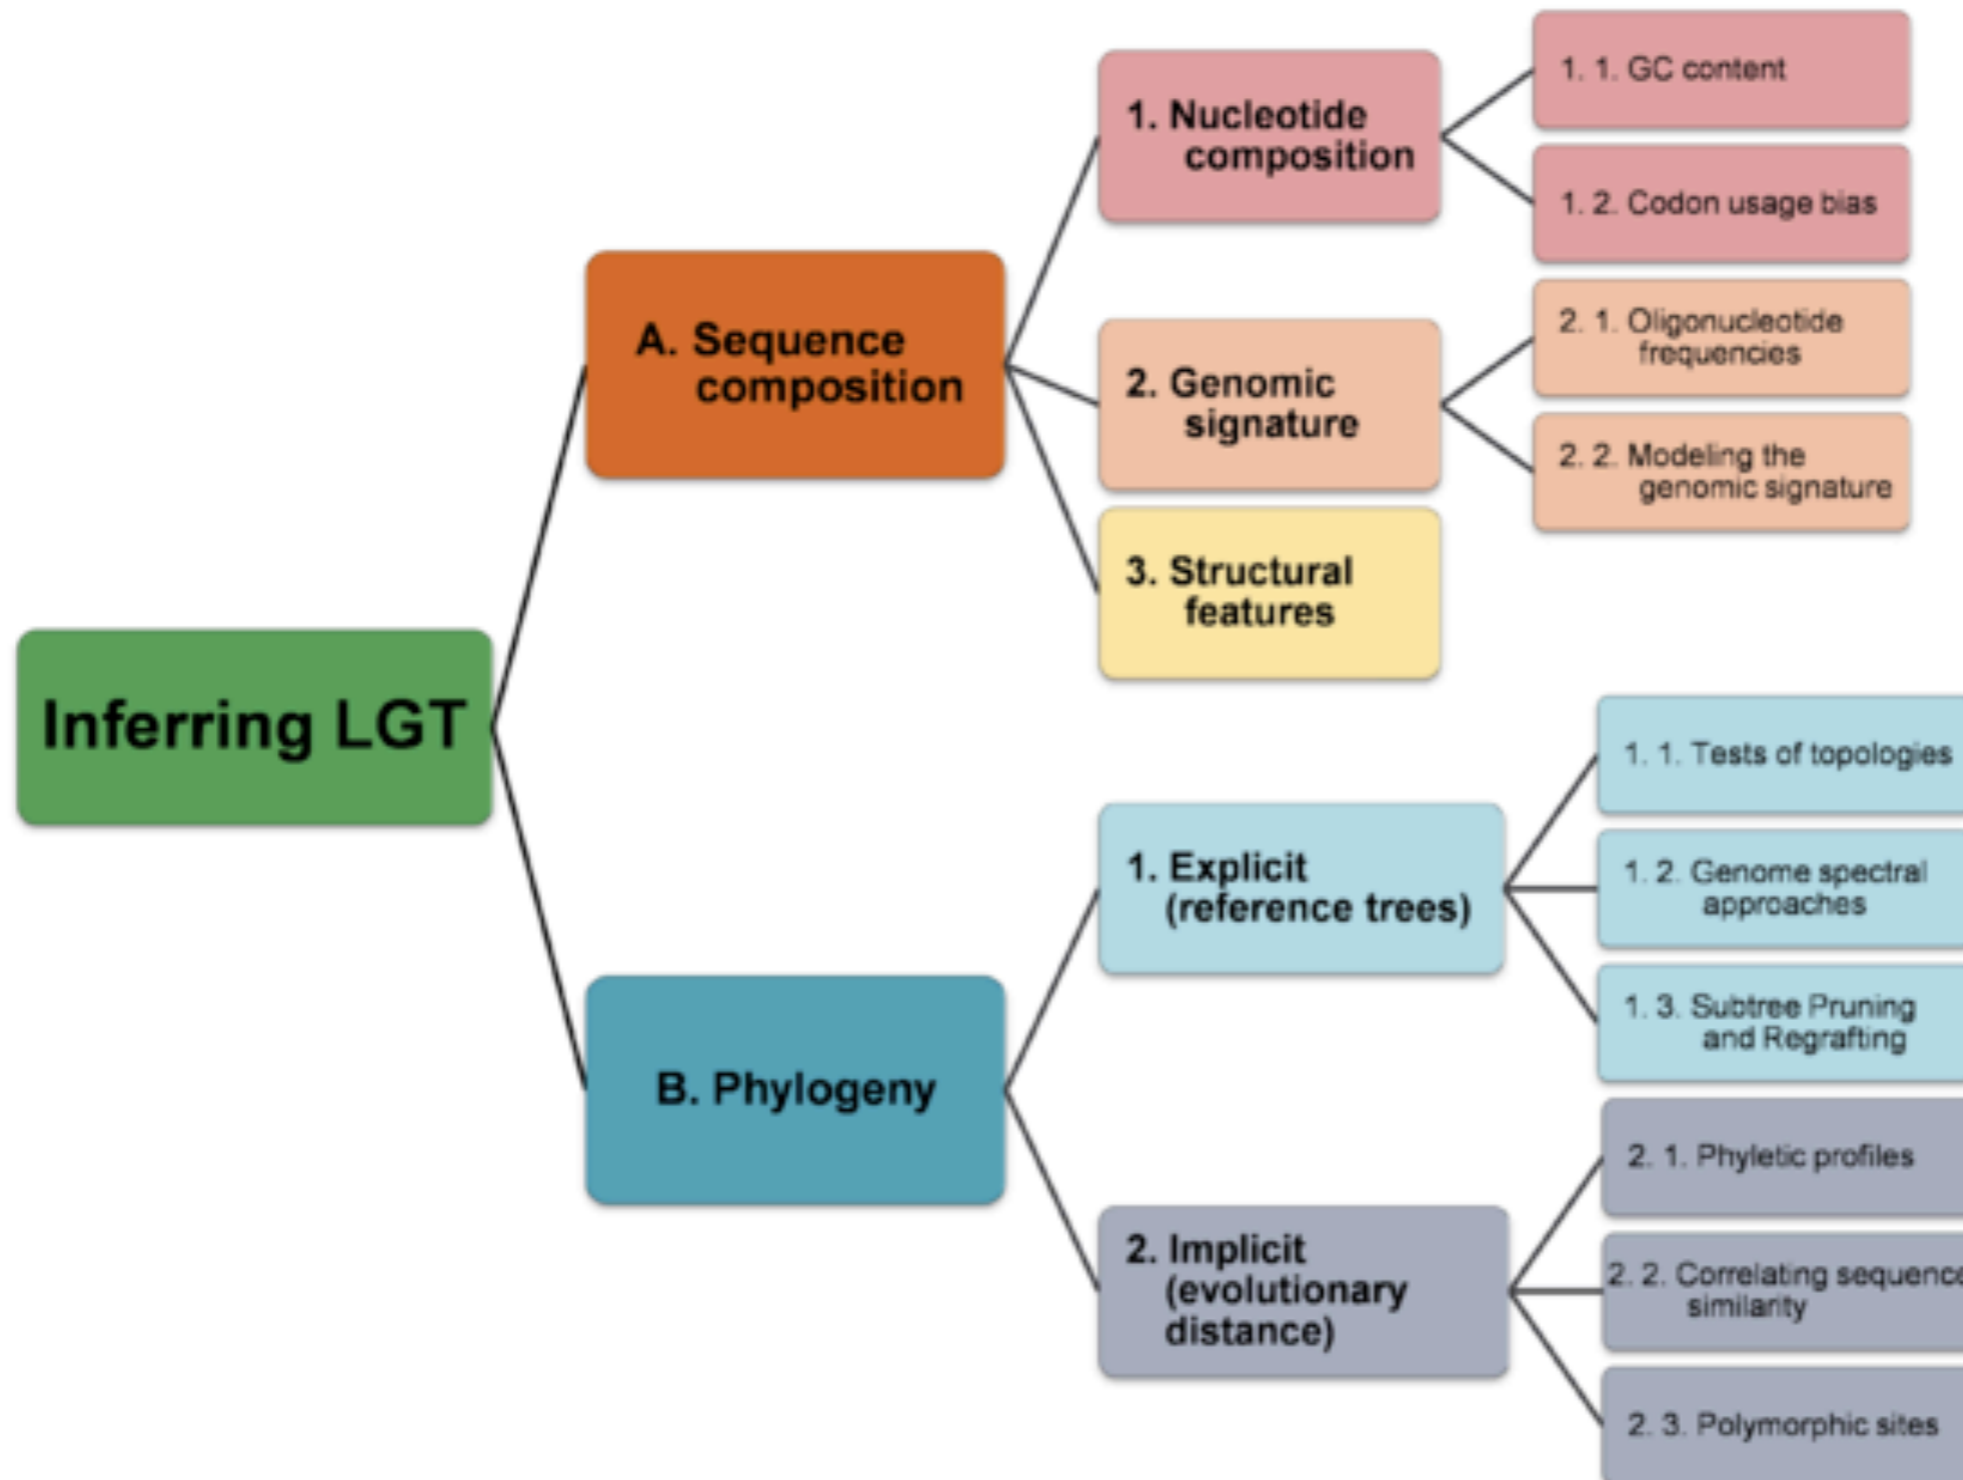 1. 1. GC content
1. Nucleotide
composition
1. 2. Codon usage bias
A. Sequence
composition
2. 1. Oligonucleotide
frequencies
2. Genomic
signature
2. 2. Modeling the
genomic signature
3. Structural
features
Inferring LGT
1. 1. Tests of topologies
1. Explicit
(reference trees)
1. 2. Genome spectral
approaches
1. 3. Subtree Pruning
and Regrafting
B. Phylogeny
2. 1. Phyletic profiles
2. Implicit
(evolutionary
distance)
2. 2. Correlating sequence
similarity
2. 3. Polymorphic sites